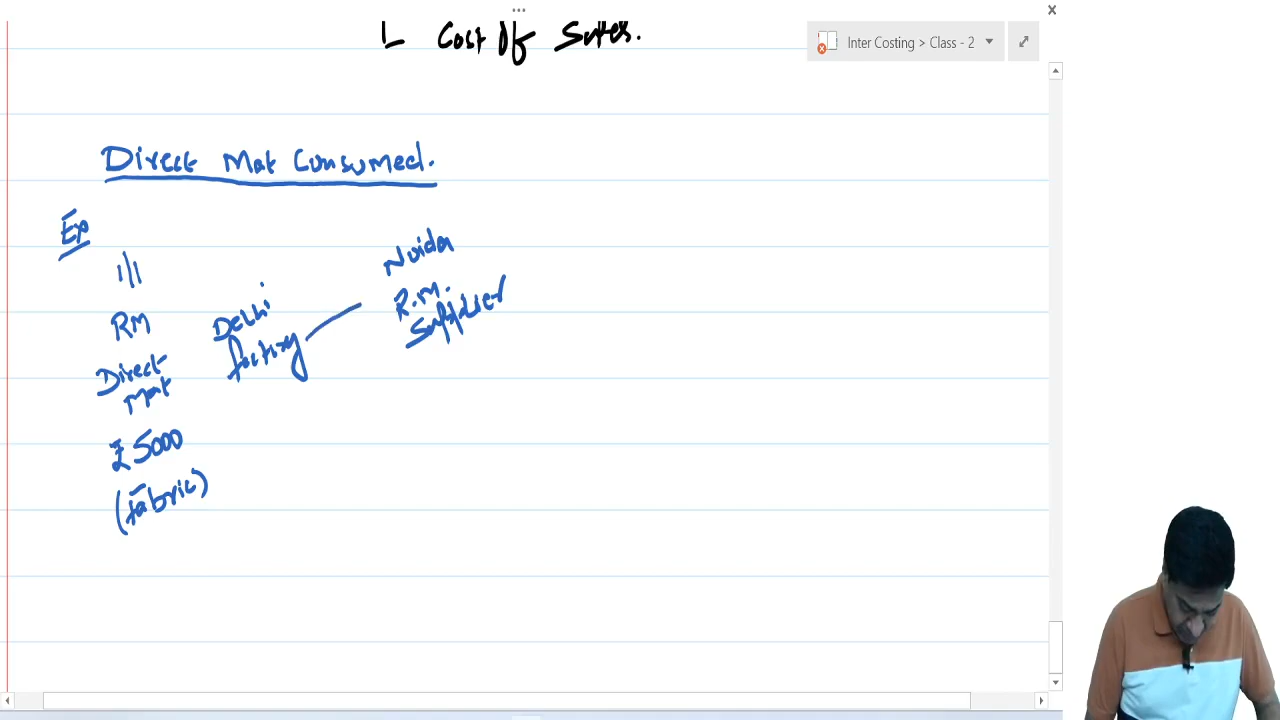 Cost Of Sales.
Inter Costing > Class - 2
Direct Mat Consumed.
Ex
1/1
RM
Direct
Mat
₹5000
(fabric)
Delhi
factory
Noida
R.M.
Supplier